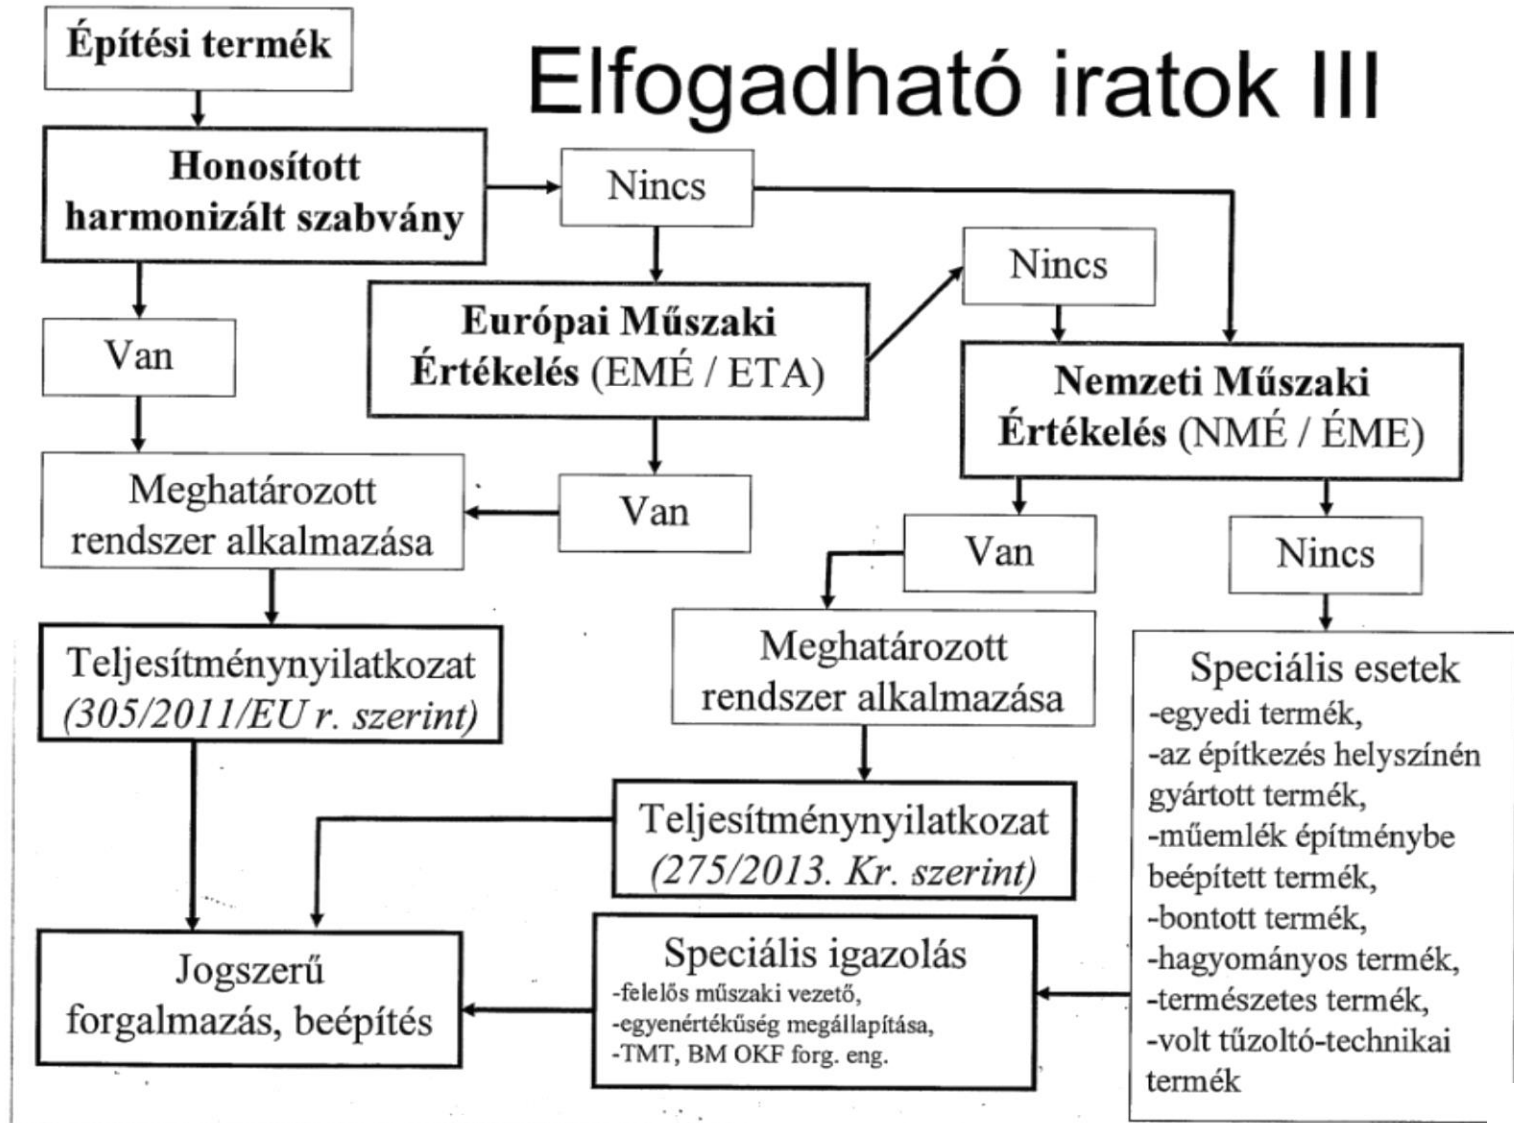 Építési termék
Elfogadható iratok III
Honosított
harmonizált szabvány
Nincs
Nincs
Van
Európai Műszaki
Értékelés (EMÉ / ETA)
Nemzeti Műszaki
Értékelés (NMÉ / ÉME)
Meghatározott
rendszer alkalmazása
Van
Van
Nincs
Teljesítménynyilatkozat
(305/2011/EU r. szerint)
Meghatározott
rendszer alkalmazása
Speciális esetek
-egyedi termék,
-az építkezés helyszínén
gyártott termék,
-műemlék építménybe
beépített termék,
-bontott termék,
-hagyományos termék,
-természetes termék,
-volt tűzoltó-technikai
termék
Teljesítménynyilatkozat
(275/2013. Kr. szerint)
Speciális igazolás
-felelős műszaki vezető,
-egyenértékűség megállapítása,
-TMT, BM OKF forg. eng.
Jogszerű
forgalmazás, beépítés